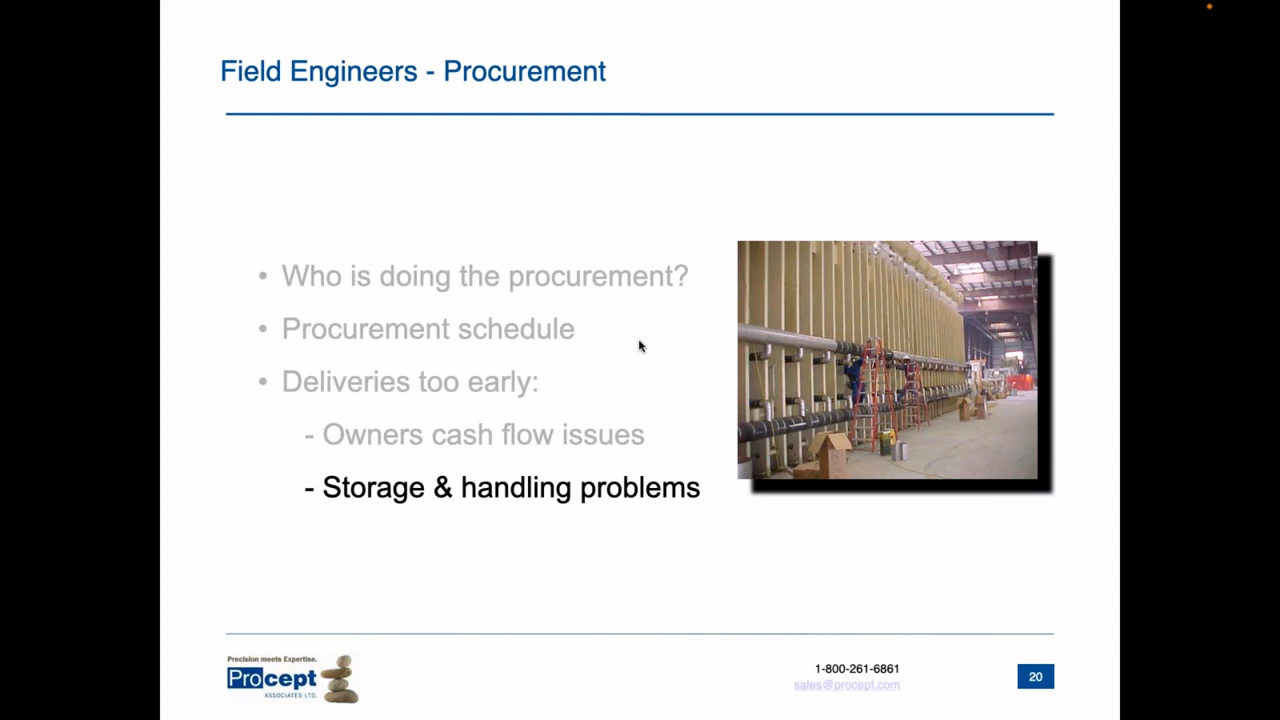 Field Engineers - Procurement
• Who is doing the procurement?
• Procurement schedule
• Deliveries too early:
- Owners cash flow issues
- Storage & handling problems
Precision meets Expertise.
Procept
ASSOCIATES LTD.
1-800-261-6861
sales@procept.com
20